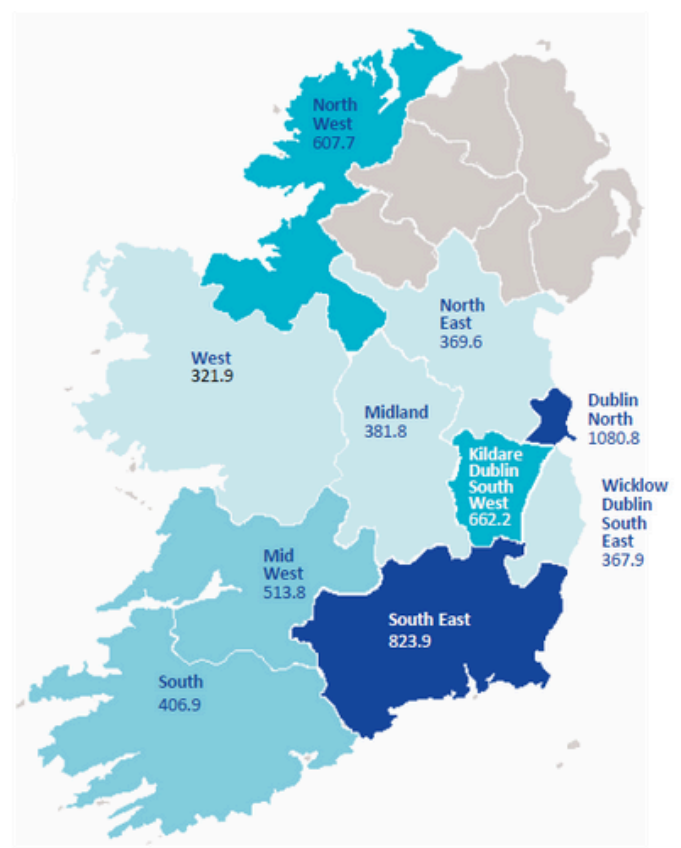 North
West
607.7
North
East
369.6
West
321.9
Midland
381.8
Dublin
North
1080.8
Kildare
Dublin
South
West
662.2
Wicklow
Dublin
South
East
367.9
Mid
West
513.8
South East
823.9
South
406.9